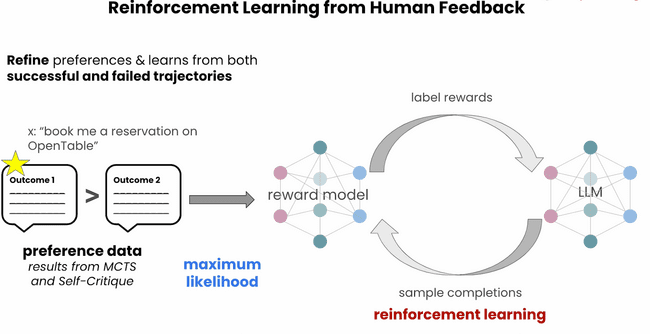 Reinforcement Learning from Human Feedback
Refine preferences & learns from both
successful and failed trajectories
x: “book me a reservation on
OpenTable”
Outcome 1
>
Outcome 2
preference data
results from MCTS
and Self-Critique
maximum
likelihood
reward model
label rewards
LLM
sample completions
reinforcement learning